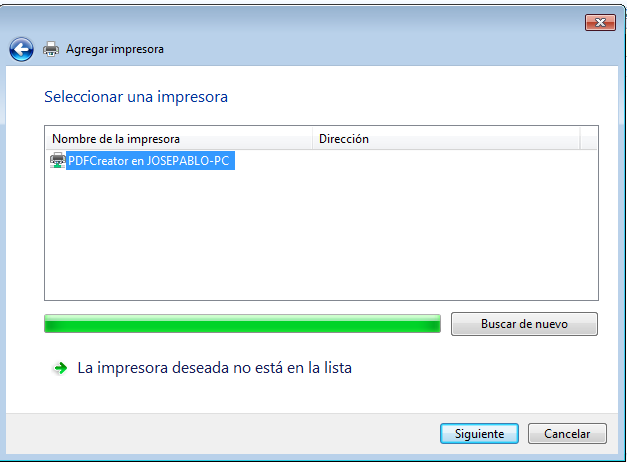 Agregar impresora
Seleccionar una impresora
Nombre de la impresora Dirección
PDFCreator en JOSEPABLO-PC
Buscar de nuevo
La impresora deseada no está en la lista
Siguiente Cancelar